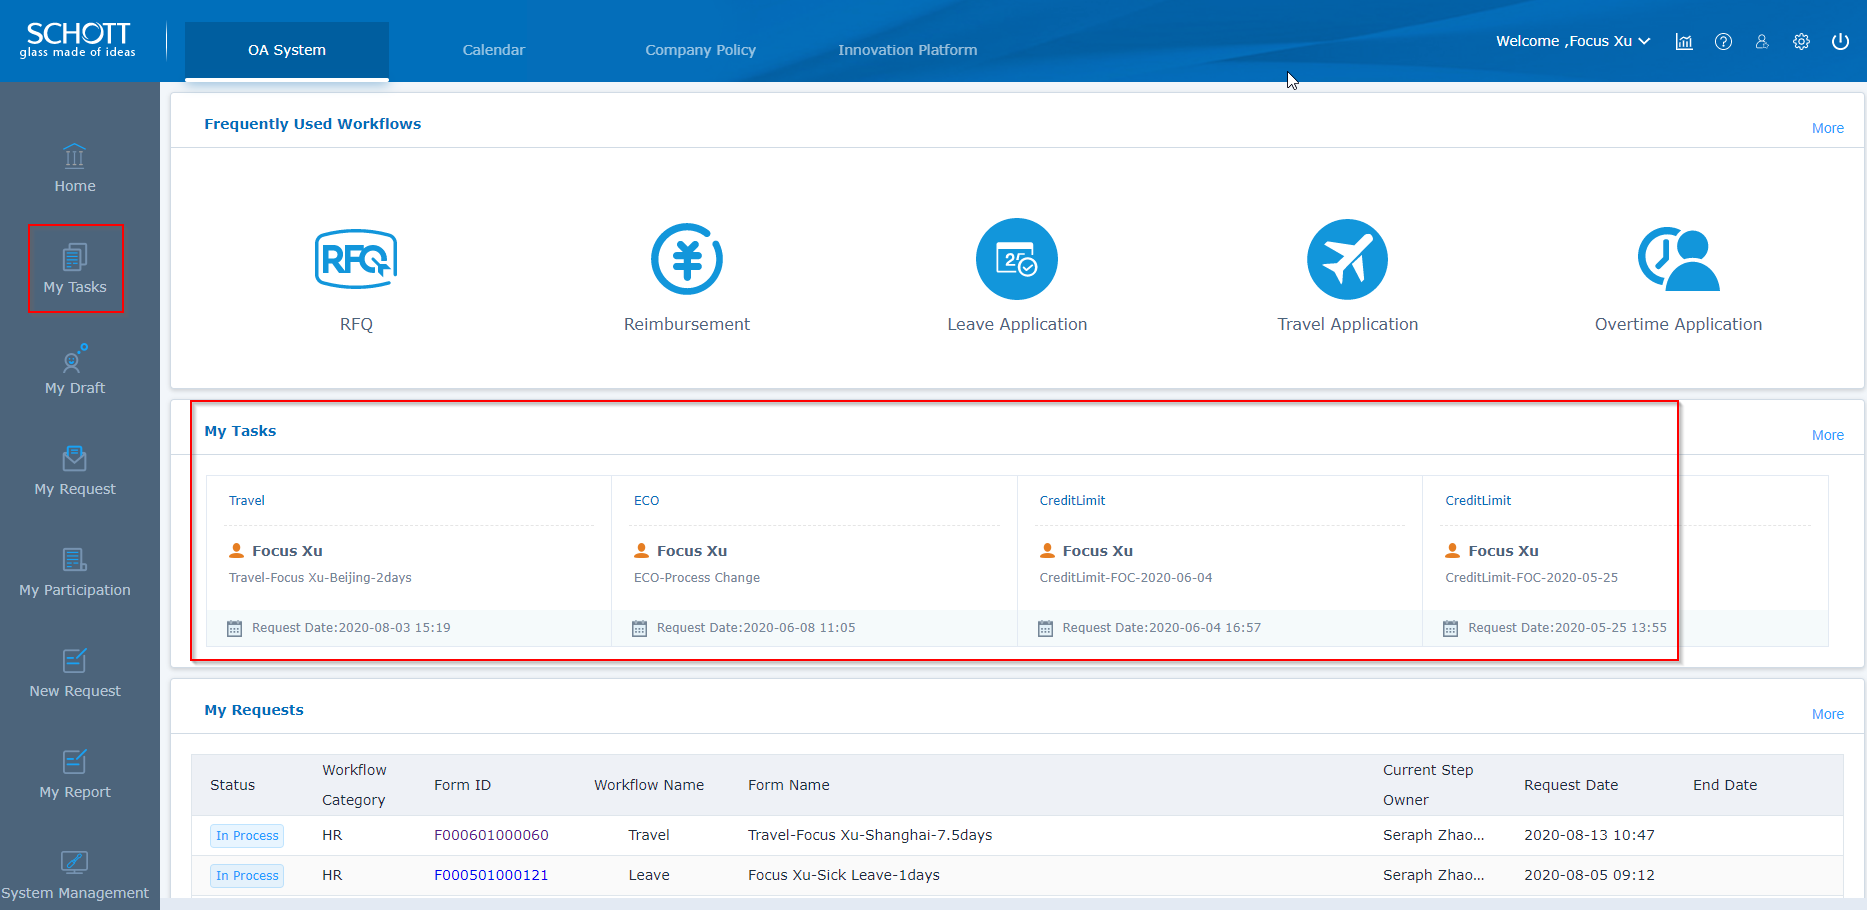 SCHOTT
glass made of ideas
OA System
Calendar
Company Policy
Innovation Platform
Welcome ,Focus Xu
Home
My Tasks
My Draft
My Request
My Participation
New Request
My Report
System Management
Frequently Used Workflows
More
RFQ
25
RFQ
Reimbursement
Leave Application
Travel Application
Overtime Application
My Tasks
More
Travel
Focus Xu
Travel-Focus Xu-Beijing-2days
Request Date:2020-08-03 15:19
ECO
Focus Xu
ECO-Process Change
Request Date:2020-06-08 11:05
CreditLimit
Focus Xu
CreditLimit-FOC-2020-06-04
Request Date:2020-06-04 16:57
CreditLimit
Focus Xu
CreditLimit-FOC-2020-05-25
Request Date:2020-05-25 13:55
My Requests
More
Status
Workflow
Category
Form ID
Workflow Name
Form Name
Current Step
Owner
Request Date
End Date
In Process HR F000601000060 Travel Travel-Focus Xu-Shanghai-7.5days Seraph Zhao... 2020-08-13 10:47
In Process HR F000501000121 Leave Focus Xu-Sick Leave-1days Seraph Zhao... 2020-08-05 09:12